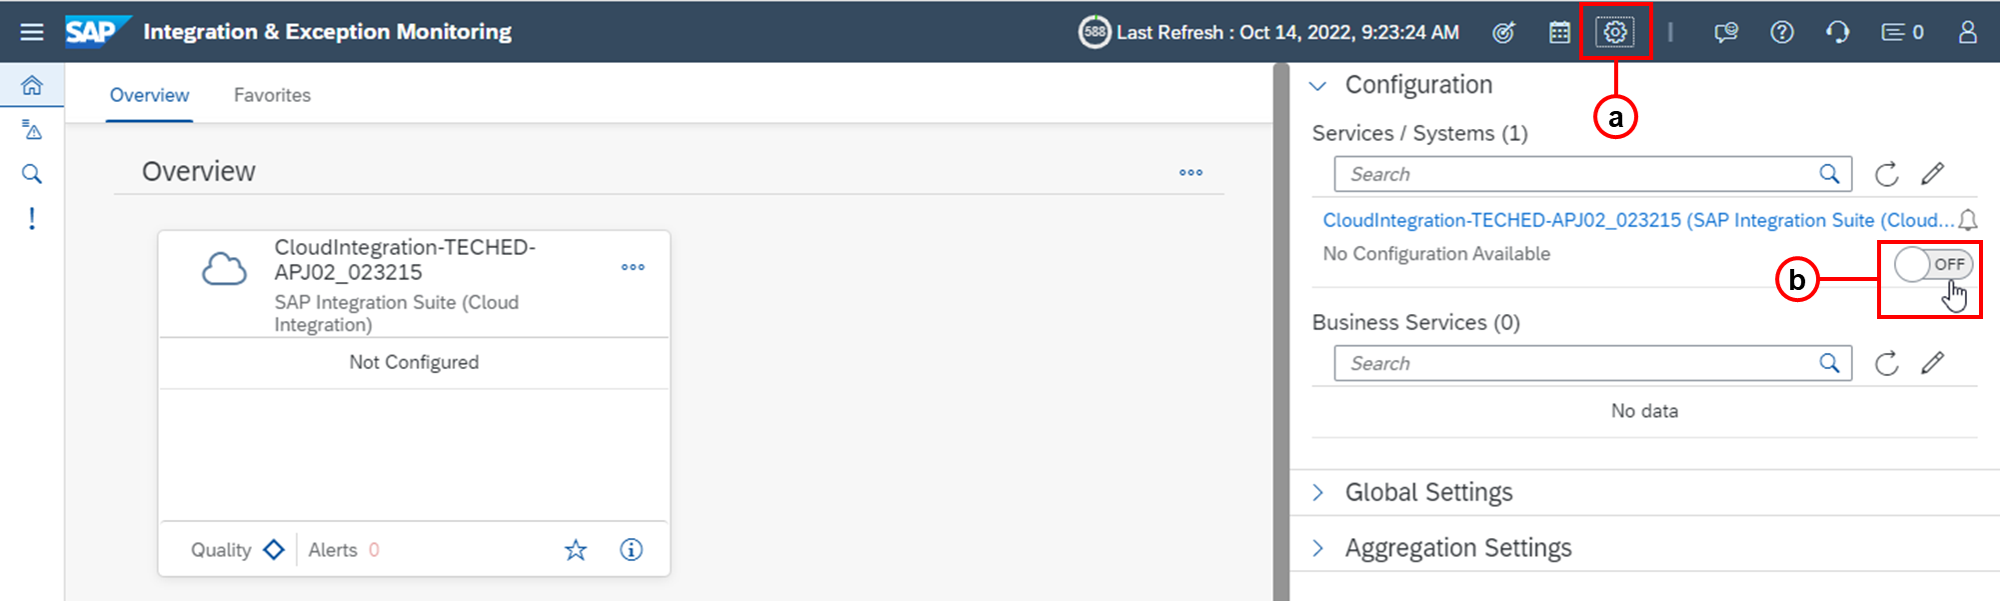 SAP Integration & Exception Monitoring
588 Last Refresh : Oct 14, 2022, 9:23:24 AM
0
Overview Favorites
Overview
CloudIntegration-TECHED-
APJ02_023215
SAP Integration Suite (Cloud
Integration)
Not Configured
Quality Alerts 0
a
Configuration
Services / Systems (1)
Search
CloudIntegration-TECHED-APJ02_023215 (SAP Integration Suite (Cloud...
No Configuration Available
OFF
b
Business Services (0)
Search
No data
Global Settings
Aggregation Settings